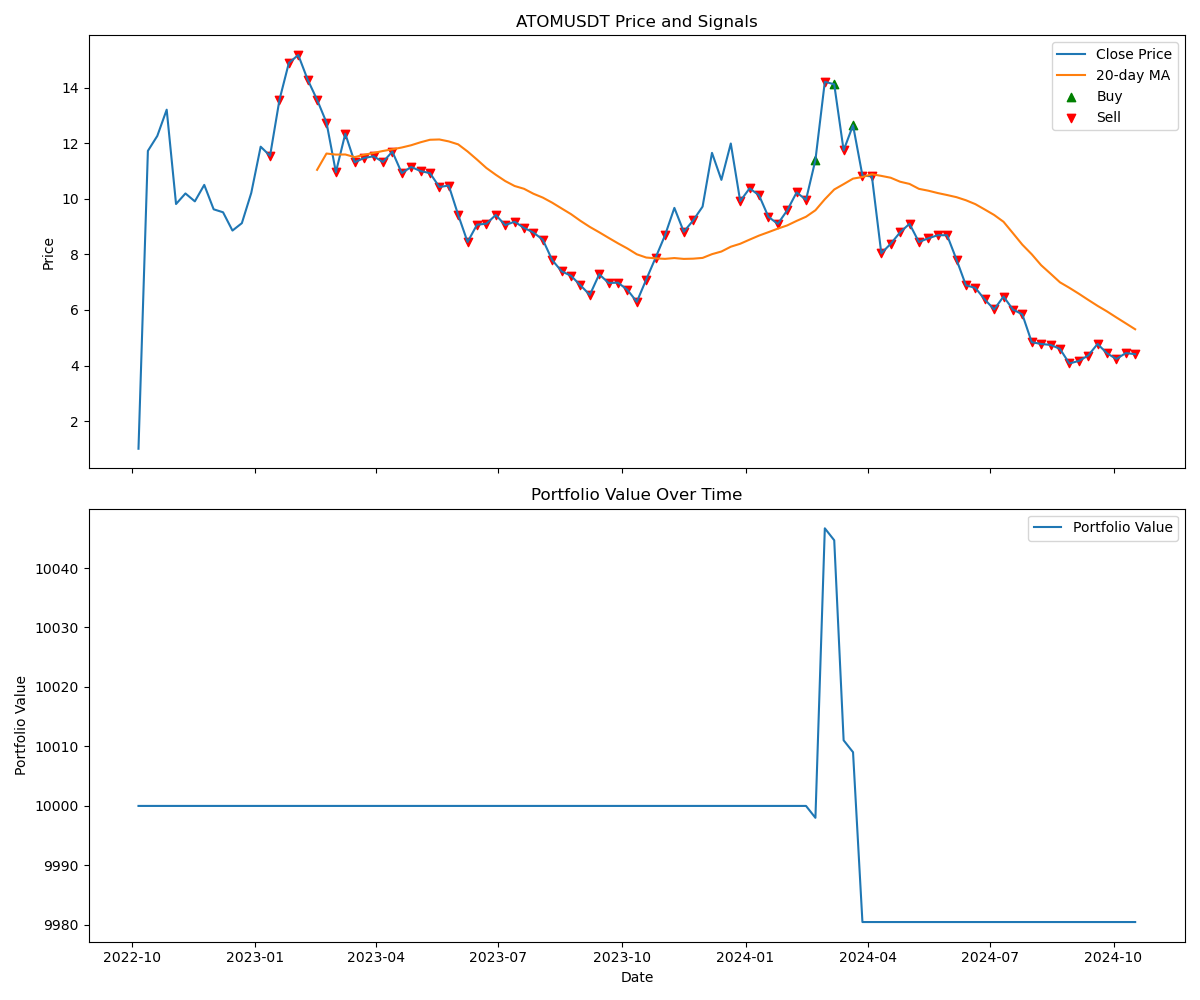 ATOMUSDT Price and Signals
Close Price
20-day MA
Buy
Sell
Price
14
12
10
8
6
4
2
Portfolio Value Over Time
Portfolio Value
Portfolio Value
10040
10030
10020
10010
10000
9990
9980
2022-10
2023-01
2023-04
2023-07
2023-10
2024-01
2024-04
2024-07
2024-10
Date